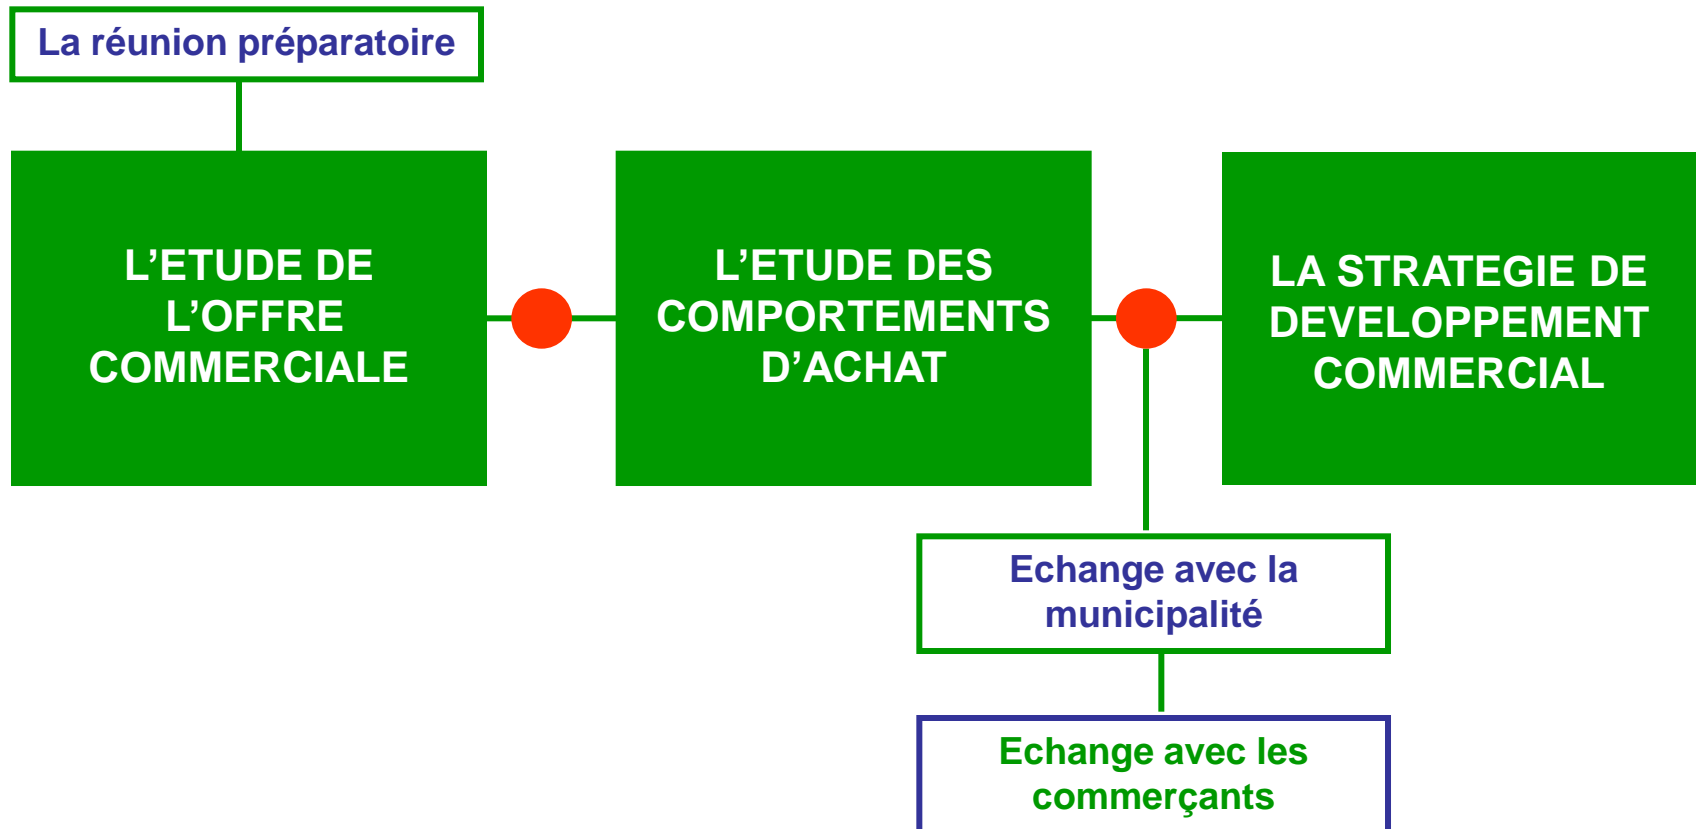 La réunion préparatoire
L’ETUDE DE
L’OFFRE
COMMERCIALE
L’ETUDE DES
COMPORTEMENTS
D’ACHAT
LA STRATEGIE DE
DEVELOPPEMENT
COMMERCIAL
Echange avec la
municipalité
Echange avec les
commerçants